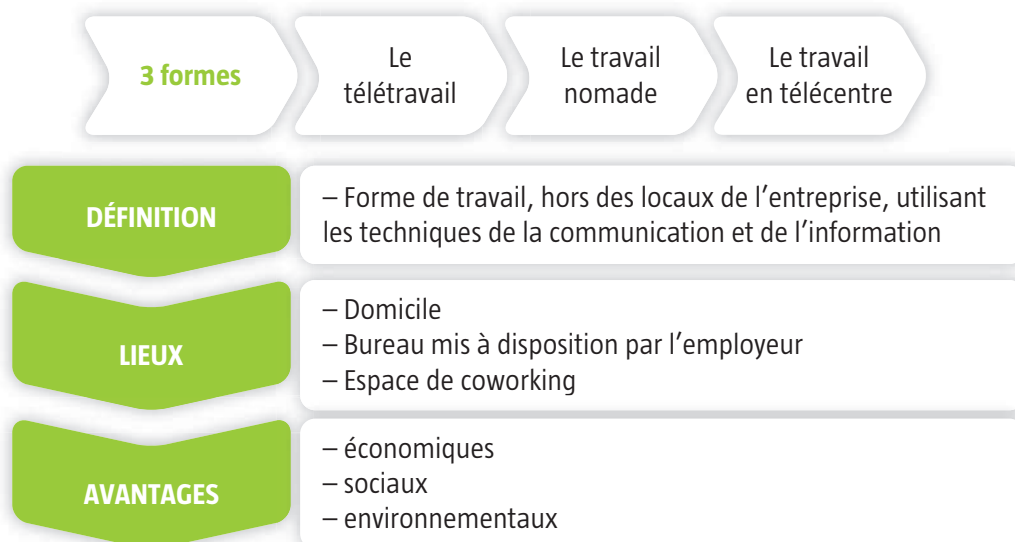 3 formes
Le
télétravail
Le travail
nomade
Le travail
en télécentre
DÉFINITION
– Forme de travail, hors des locaux de l’entreprise, utilisant
les techniques de la communication et de l’information
LIEUX
– Domicile
– Bureau mis à disposition par l’employeur
– Espace de coworking
AVANTAGES
– économiques
– sociaux
– environnementaux